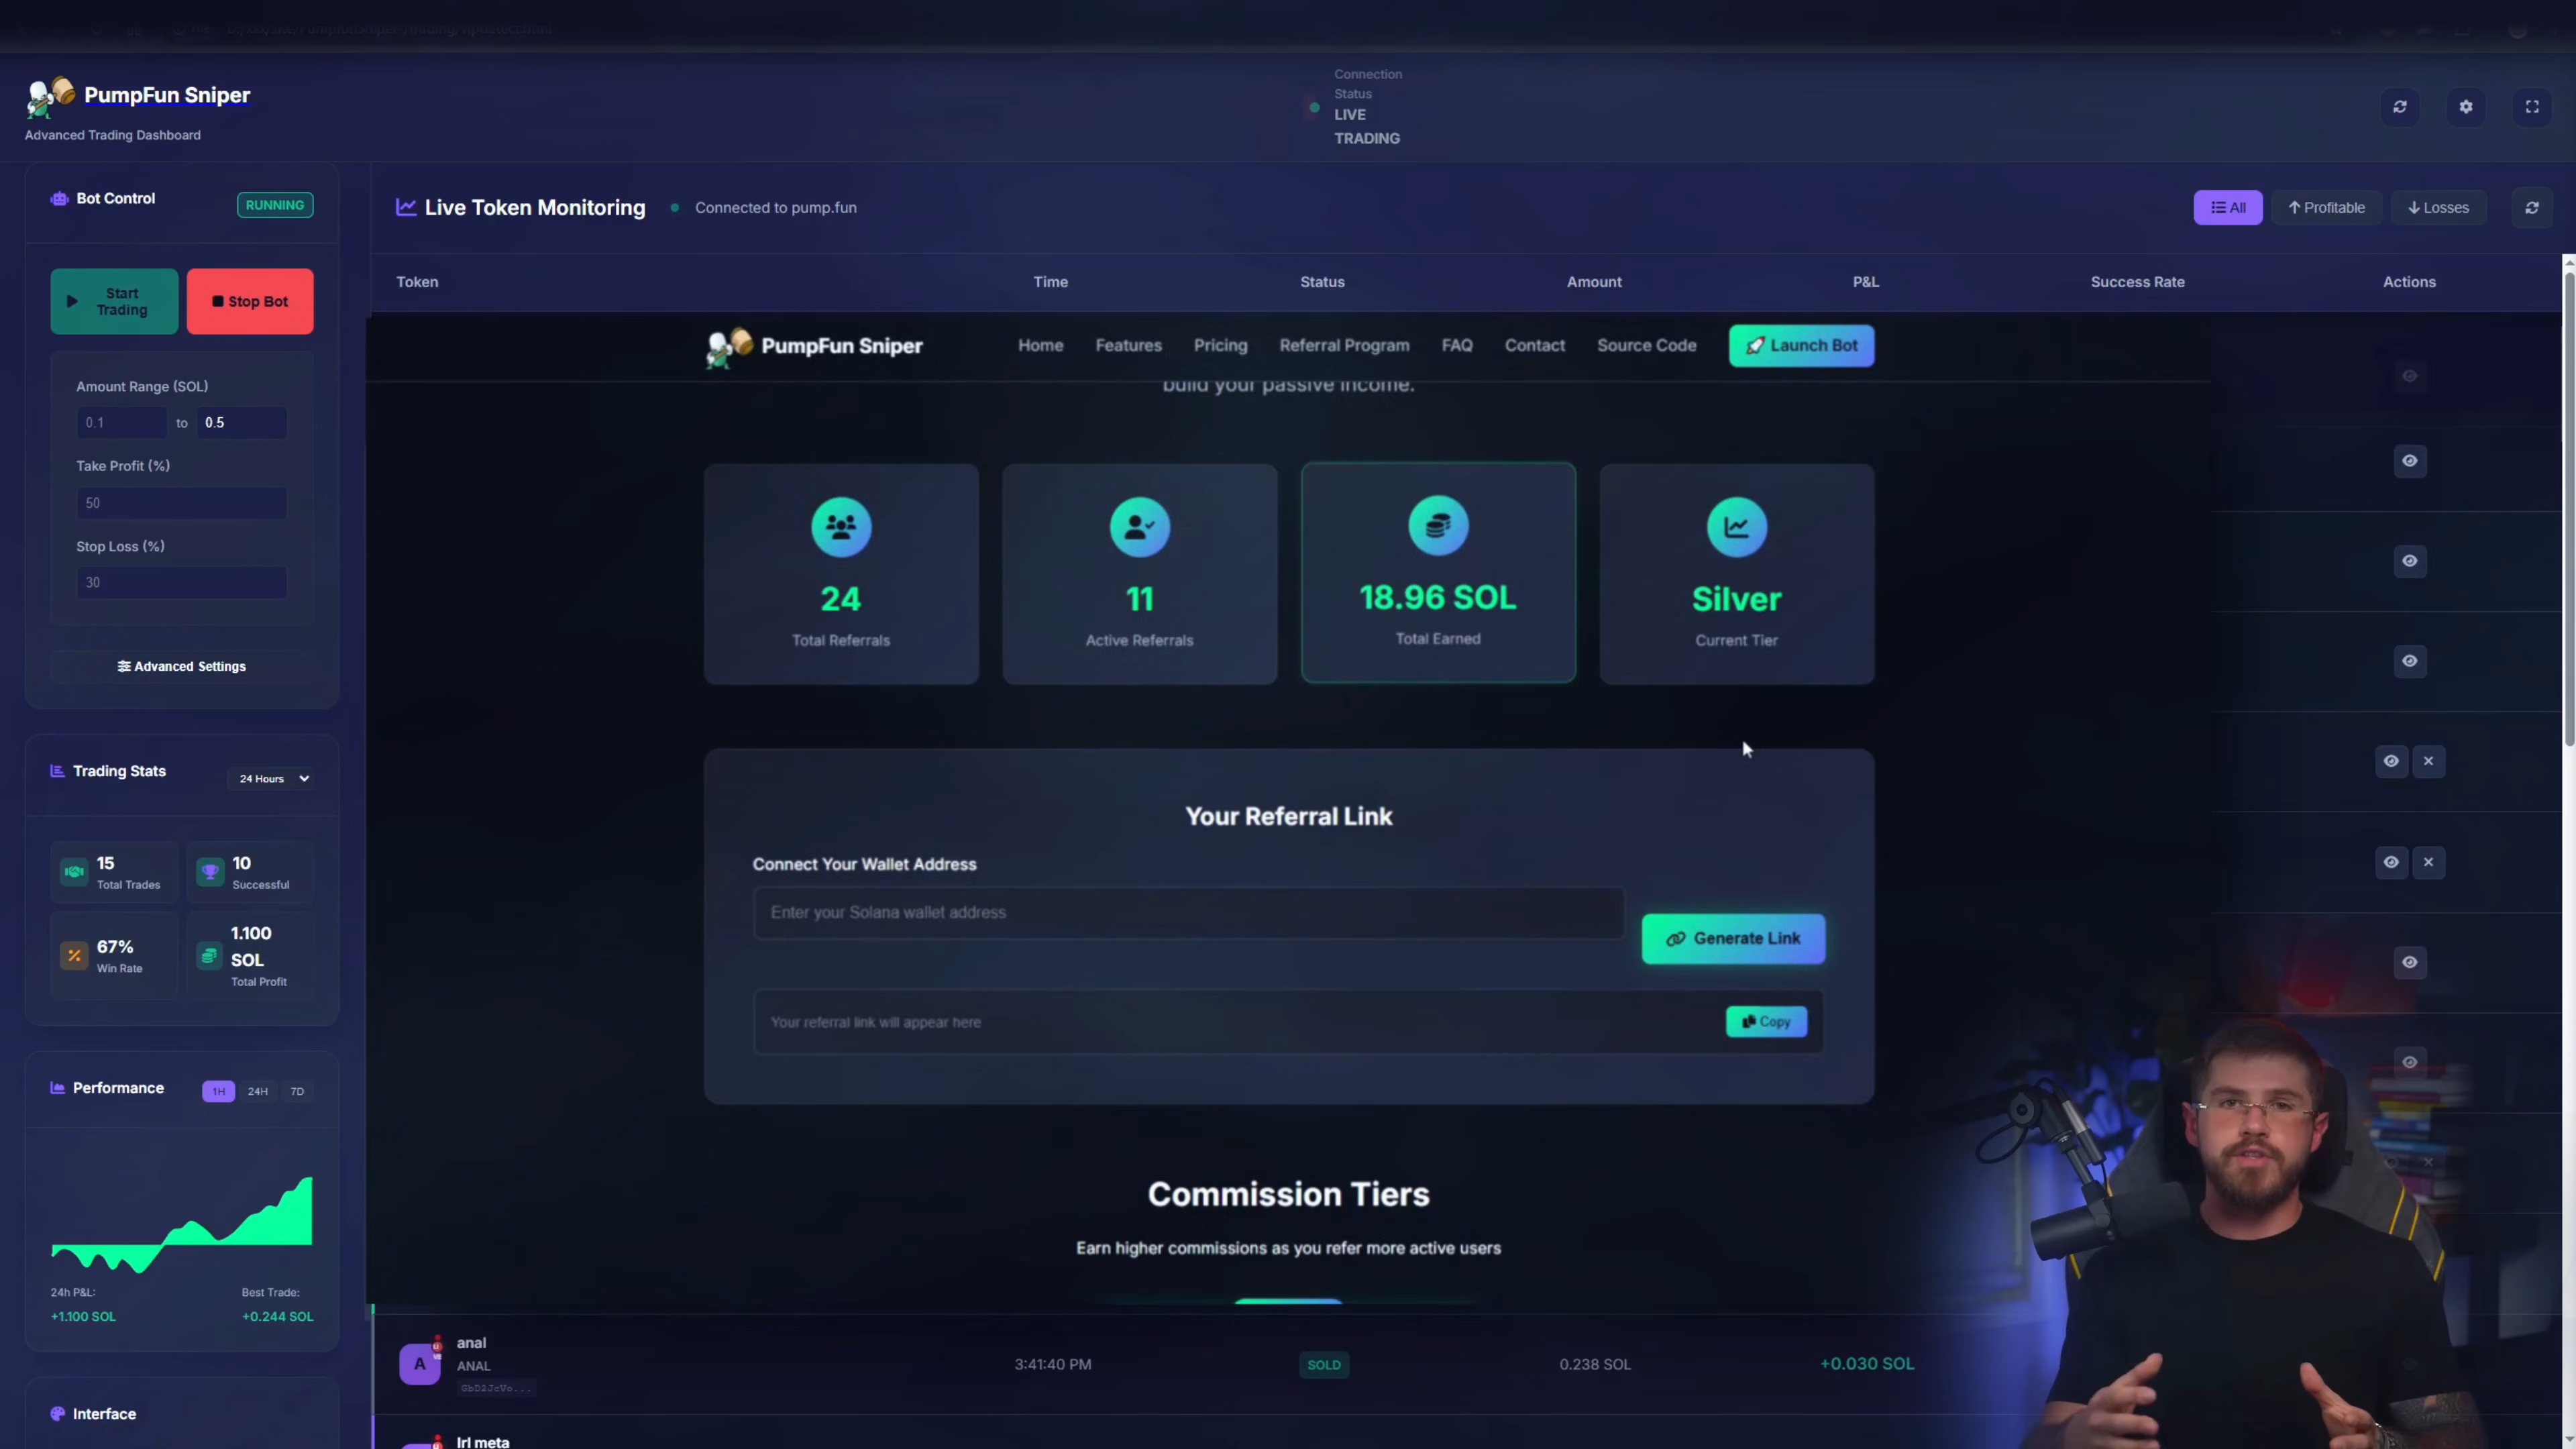 PumpFun Sniper
Advanced Trading Dashboard
Connection
Status
LIVE
TRADING
Bot Control
RUNNING
Start
Trading
Stop Bot
Amount Range (SOL)
0.1 to 0.5
Take Profit (%)
50
Stop Loss (%)
30
Advanced Settings
Trading Stats
24 Hours
15
Total Trades
10
Successful
67%
Win Rate
1.100
SOL
Total Profit
Performance
1H 24H 7D
24h P&L:
+1.100 SOL
Best Trade:
+0.244 SOL
Interface
Live Token Monitoring
Connected to pump.fun
All
Profitable
Losses
Token Time Status Amount P&L Success Rate Actions
PumpFun Sniper
Home Features Pricing Referral Program FAQ Contact Source Code
Launch Bot
build your passive income.
24
Total Referrals
11
Active Referrals
18.96 SOL
Total Earned
Silver
Current Tier
Your Referral Link
Connect Your Wallet Address
Enter your Solana wallet address
Generate Link
Your referral link will appear here
Copy
Commission Tiers
Earn higher commissions as you refer more active users
A
anal
ANAL
GbD2JcVo...
3:41:40 PM SOLD 0.238 SOL +0.030 SOL
lrl meta